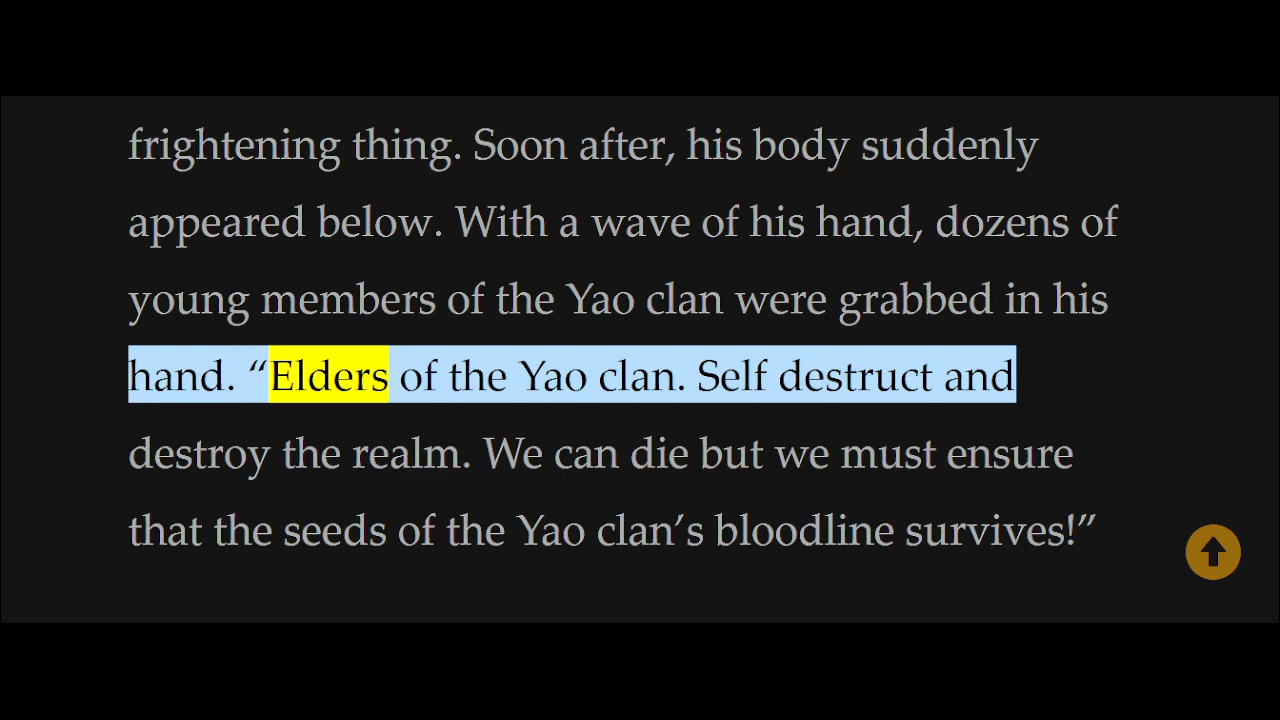 frightening thing. Soon after, his body suddenly
appeared below. With a wave of his hand, dozens of
young members of the Yao clan were grabbed in his
hand. “Elders of the Yao clan. Self destruct and
destroy the realm. We can die but we must ensure
that the seeds of the Yao clan’s bloodline survives!”